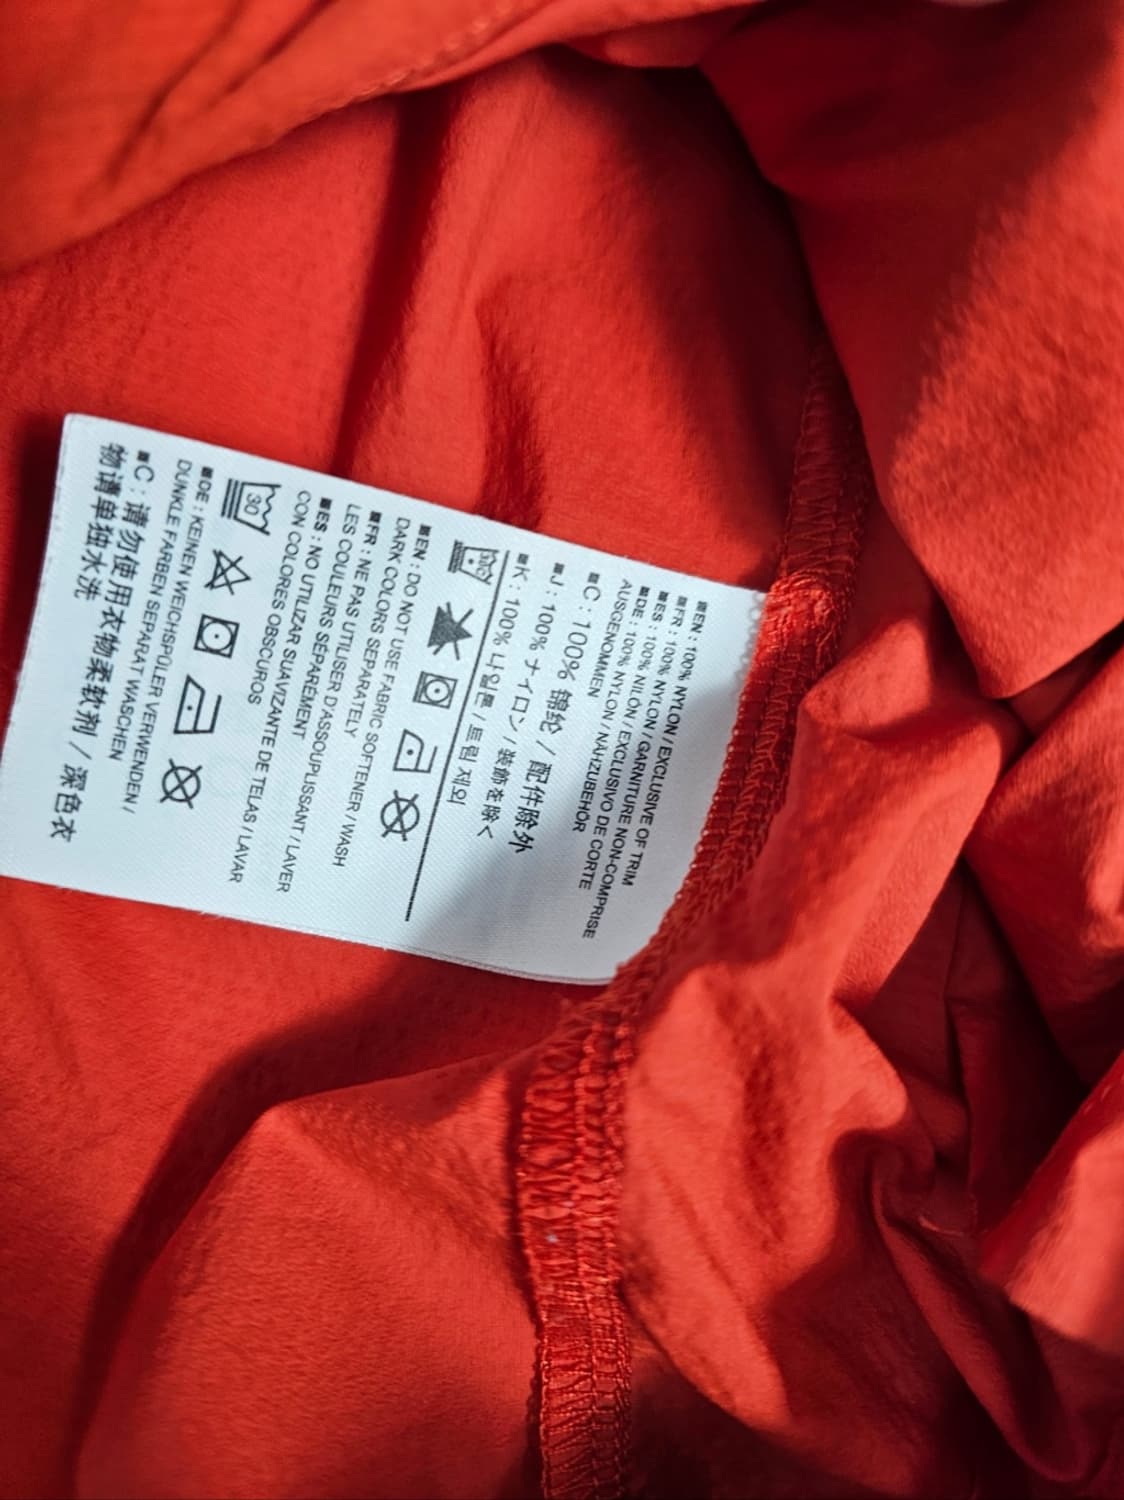 EN : 100% NYLON / EXCLUSIVE OF TRIM
FR : 100% NYLON / GARNITURE NON-COMPRISE
ES : 100% NILON / EXCLUSIVO DE CORTE
DE : 100% NYLON / NÄHZUBEHÖR
AUSGENOMMEN
C : 100% 锦纶 / 配件除外
J : 100% ナイロン / 装飾を除く
K : 100% 나일론 / 트림 제외
30
EN : DO NOT USE FABRIC SOFTENER / WASH
DARK COLORS SEPARATELY
FR : NE PAS UTILISER D'ASSOUPLISSANT / LAVER
LES COULEURS SÉPARÉMENT
ES : NO UTILIZAR SUAVIZANTE DE TELAS / LAVAR
CON COLORES OBSCUROS
30
DE : KEINEN WEICHSPÜLER VERWENDEN /
DUNKLE FARBEN SEPARAT WASCHEN
C : 请勿使用衣物柔软剂 / 深色衣
物请单独水洗